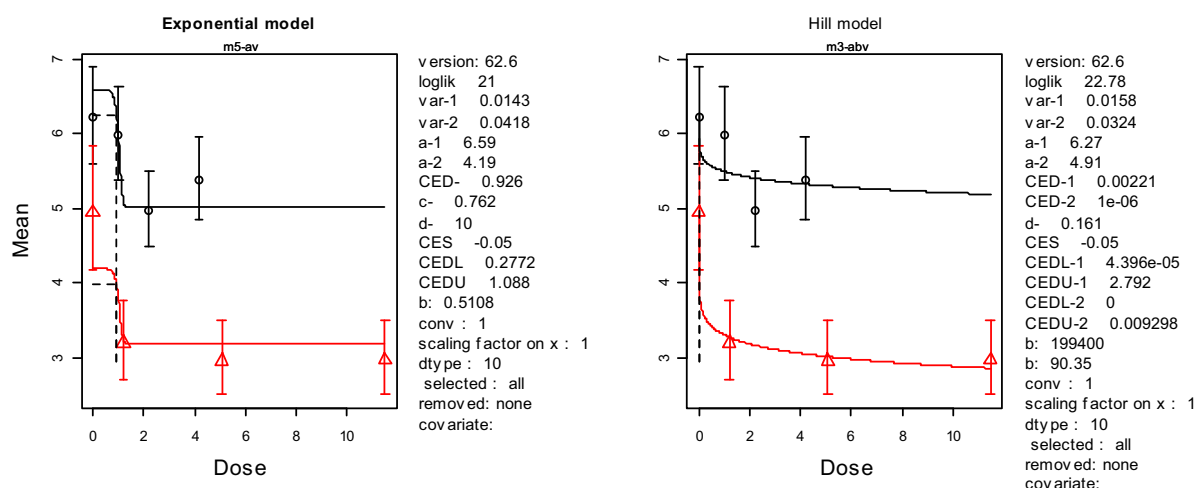 Exponential model
m5-av
Mean
7
6
5
4
3
0 2 4 6 8 10
Dose
version: 62.6
loglik 21
var-1 0.0143
var-2 0.0418
a-1 6.59
a-2 4.19
CED- 0.926
c- 0.762
d- 10
CES -0.05
CEDL 0.2772
CEDU 1.088
b: 0.5108
conv : 1
scaling factor on x : 1
dtype : 10
selected : all
removed: none
covariate:
Hill model
m3-abv
7
6
5
4
3
0 2 4 6 8 10
Dose
version: 62.6
loglik 22.78
var-1 0.0158
var-2 0.0324
a-1 6.27
a-2 4.91
CED-1 0.00221
CED-2 1e-06
d- 0.161
CES -0.05
CEDL-1 4.396e-05
CEDU-1 2.792
CEDL-2 0
CEDU-2 0.009298
b: 199400
b: 90.35
conv : 1
scaling factor on x : 1
dtype : 10
selected : all
removed: none
covariate: